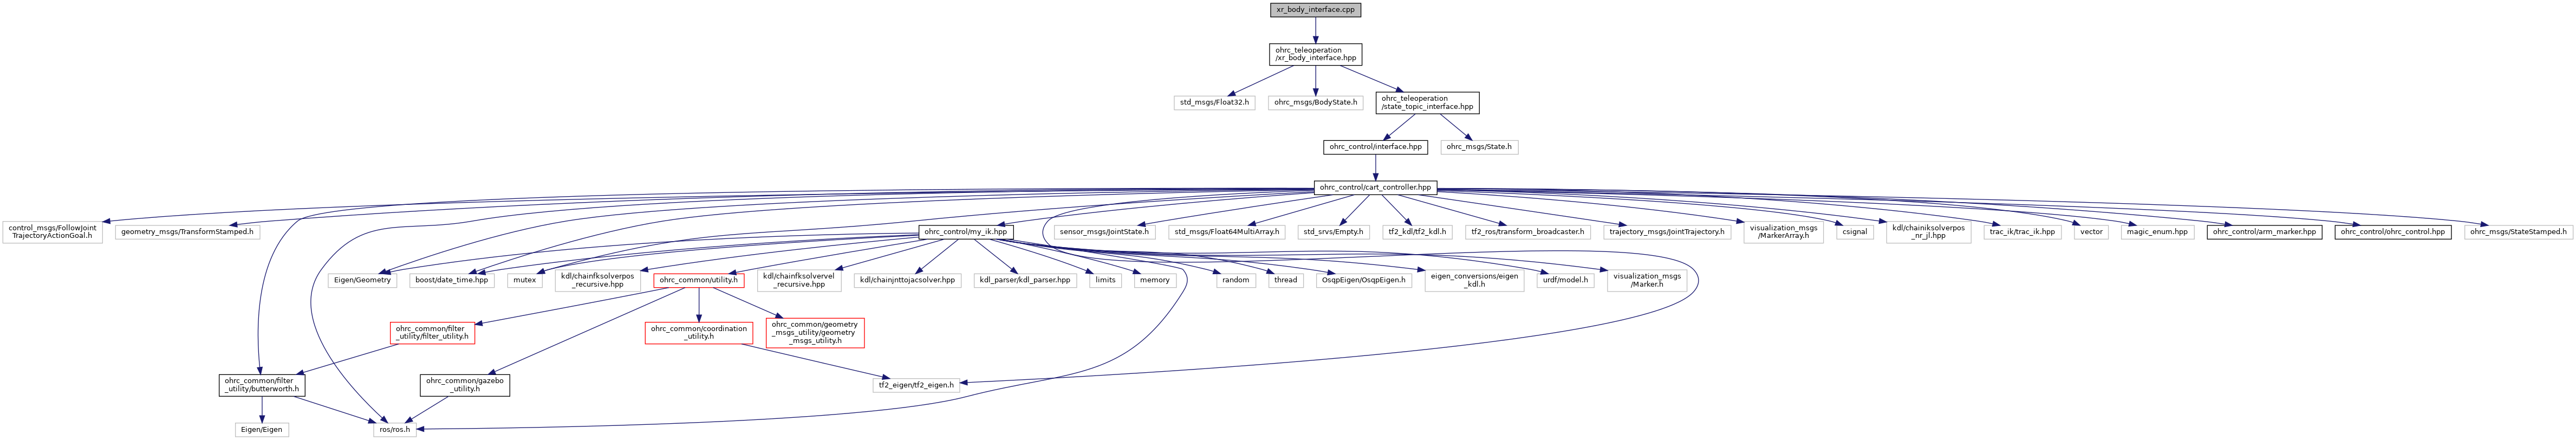 xr_body_interface.cpp
ohrc_teleoperation
/xr_body_interface.hpp
std_msgs/Float32.h
ohrc_msgs/BodyState.h
ohrc_teleoperation
/state_topic_interface.hpp
ohrc_control/interface.hpp
ohrc_msgs/State.h
ohrc_control/cart_controller.hpp
control_msgs/FollowJoint
TrajectoryActionGoal.h
geometry_msgs/TransformStamped.h
ohrc_control/my_ik.hpp
sensor_msgs/JointState.h
std_msgs/Float64MultiArray.h
std_srvs/Empty.h
tf2_kdl/tf2_kdl.h
tf2_ros/transform_broadcaster.h
trajectory_msgs/JointTrajectory.h
visualization_msgs
/MarkerArray.h
csignal
kdl/chainiksolverpos
_nr_jl.hpp
trac_ik/trac_ik.hpp
vector
magic_enum.hpp
ohrc_control/arm_marker.hpp
ohrc_control/ohrc_control.hpp
ohrc_msgs/StateStamped.h
Eigen/Geometry
boost/date_time.hpp
mutex
kdl/chainfksolverpos
_recursive.hpp
ohrc_common/utility.h
kdl/chainfksolvervel
_recursive.hpp
kdl/chainjnttojacsolver.hpp
kdl_parser/kdl_parser.hpp
limits
memory
random
thread
OsqpEigen/OsqpEigen.h
eigen_conversions/eigen
_kdl.h
urdf/model.h
visualization_msgs
/Marker.h
ohrc_common/filter
_utility/filter_utility.h
ohrc_common/coordination
_utility.h
ohrc_common/geometry
_msgs_utility/geometry
_msgs_utility.h
ohrc_common/filter
_utility/butterworth.h
ohrc_common/gazebo
_utility.h
tf2_eigen/tf2_eigen.h
Eigen/Eigen
ros/ros.h